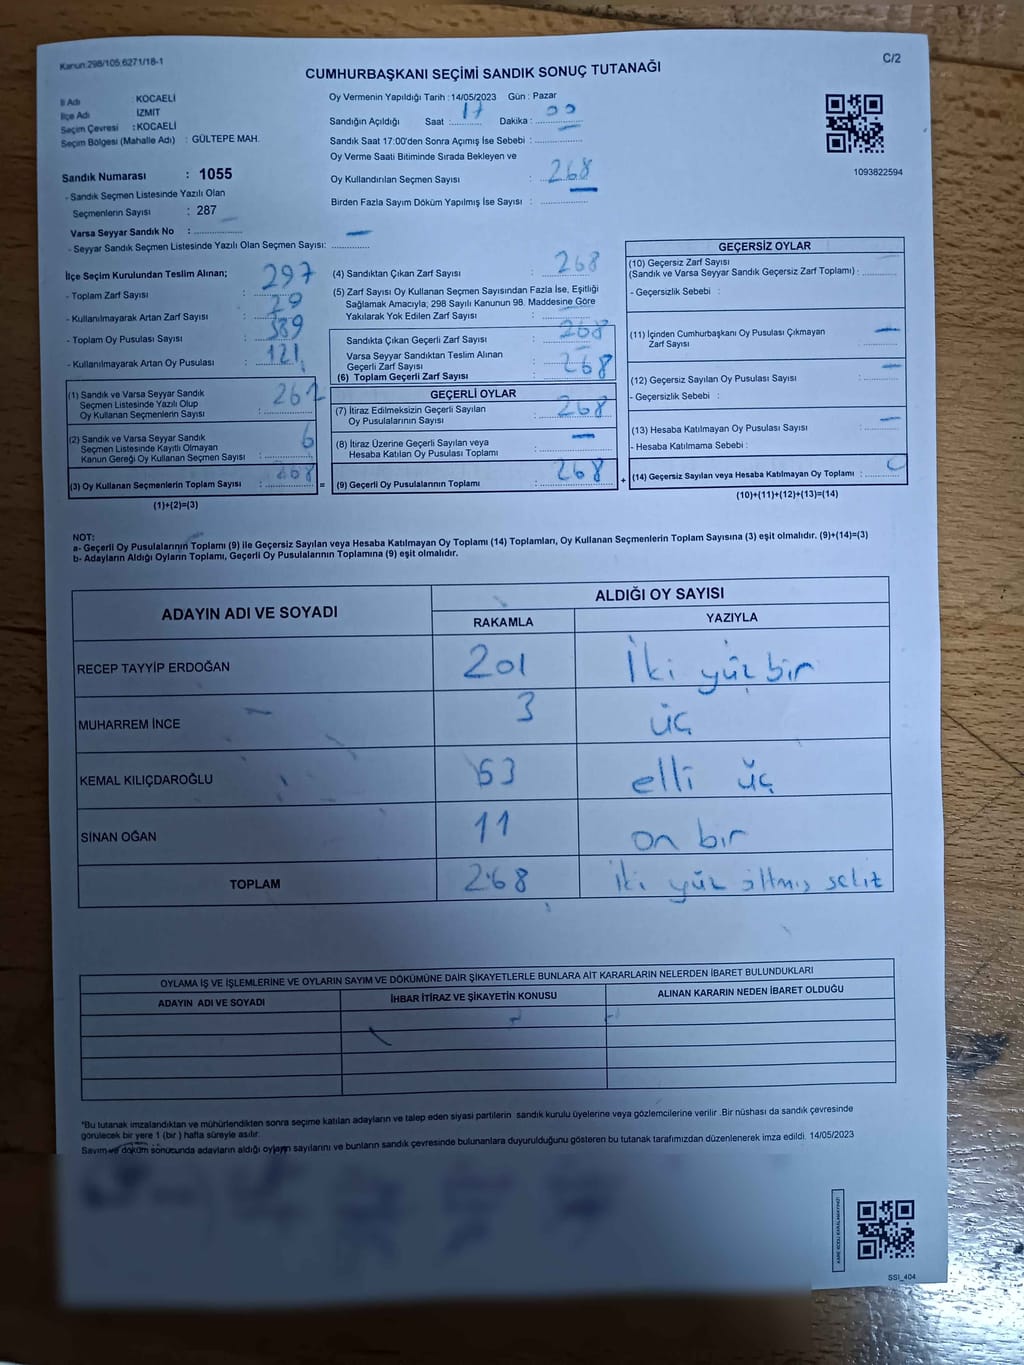 Kanun:298/105,6271/18-1
C/2
CUMHURBAŞKANI SEÇİMİ SANDIK SONUÇ TUTANAĞI
İl Adı : KOCAELİ
İlçe Adı İZMİT
Seçim Çevresi : KOCAELİ
Seçim Bölgesi (Mahalle Adı) : GÜLTEPE MAH.
Sandık Numarası : 1055
- Sandık Seçmen Listesinde Yazılı Olan
Seçmenlerin Sayısı : 287
Varsa Seyyar Sandık No :
- Seyyar Sandık Seçmen Listesinde Yazılı Olan Seçmen Sayısı:
Oy Vermenin Yapıldığı Tarih : 14/05/2023 Gün : Pazar
Sandığın Açıldığı Saat : 17 Dakika : 00
Sandık Saat 17:00'den Sonra Açımış İse Sebebi :
Oy Verme Saati Bitiminde Sırada Bekleyen ve
Oy Kullandırılan Seçmen Sayısı : 268
Birden Fazla Sayım Döküm Yapılmış İse Sayısı :
1093822594
İlçe Seçim Kurulundan Teslim Alınan;
- Toplam Zarf Sayısı : 297
- Kullanılmayarak Artan Zarf Sayısı : 29
- Toplam Oy Pusulası Sayısı : 389
- Kullanılmayarak Artan Oy Pusulası : 121
(1) Sandık ve Varsa Seyyar Sandık
Seçmen Listesinde Yazılı Olup
Oy Kullanan Seçmenlerin Sayısı : 262
(2) Sandık ve Varsa Seyyar Sandık
Seçmen Listesinde Kayıtlı Olmayan
Kanun Gereği Oy Kullanan Seçmen Sayısı : 6
(3) Oy Kullanan Seçmenlerin Toplam Sayısı : 268 =
(1)+(2)=(3)
(4) Sandıktan Çıkan Zarf Sayısı : 268
(5) Zarf Sayısı Oy Kullanan Seçmen Sayısından Fazla İse, Eşitliği
Sağlamak Amacıyla; 298 Sayılı Kanunun 98. Maddesine Göre
Yakılarak Yok Edilen Zarf Sayısı :
Sandıkta Çıkan Geçerli Zarf Sayısı : 268
Varsa Seyyar Sandıktan Teslim Alınan
Geçerli Zarf Sayısı :
(6) Toplam Geçerli Zarf Sayısı : 268
GEÇERLİ OYLAR
(7) İtiraz Edilmeksizin Geçerli Sayılan
Oy Pusulalarının Sayısı : 268
(8) İtiraz Üzerine Geçerli Sayılan veya
Hesaba Katılan Oy Pusulası Toplamı : -
(9) Geçerli Oy Pusulalarının Toplamı : 268 +
GEÇERSİZ OYLAR
(10) Geçersiz Zarf Sayısı
(Sandık ve Varsa Seyyar Sandık Geçersiz Zarf Toplamı) :
- Geçersizlik Sebebi :
(11) İçinden Cumhurbaşkanı Oy Pusulası Çıkmayan
Zarf Sayısı : -
(12) Geçersiz Sayılan Oy Pusulası Sayısı : -
- Geçersizlik Sebebi :
(13) Hesaba Katılmayan Oy Pusulası Sayısı : -
- Hesaba Katılmama Sebebi :
(14) Geçersiz Sayılan veya Hesaba Katılmayan Oy Toplamı :
(10)+(11)+(12)+(13)=(14)
NOT:
a- Geçerli Oy Pusulalarının Toplamı (9) ile Geçersiz Sayılan veya Hesaba Katılmayan Oy Toplamı (14) Toplamları, Oy Kullanan Seçmenlerin Toplam Sayısına (3) eşit olmalıdır. (9)+(14)=(3)
b- Adayların Aldığı Oyların Toplamı, Geçerli Oy Pusulalarının Toplamına (9) eşit olmalıdır.
ADAYIN ADI VE SOYADI ALDIĞI OY SAYISI
RAKAMLA YAZIYLA
RECEP TAYYİP ERDOĞAN 201 İki yüz bir
MUHARREM İNCE 3 üç
KEMAL KILIÇDAROĞLU 53 elli üç
SİNAN OĞAN 11 on bir
TOPLAM 268 iki yüz altmış sekiz
OYLAMA İŞ VE İŞLEMLERİNE VE OYLARIN SAYIM VE DÖKÜMÜNE DAİR ŞİKAYETLERLE BUNLARA AİT KARARLARIN NELERDEN İBARET BULUNDUKLARI
ADAYIN ADI VE SOYADI İHBAR İTİRAZ VE ŞİKAYETİN KONUSU ALINAN KARARIN NEDEN İBARET OLDUĞU
*Bu tutanak imzalandıktan ve mühürlendikten sonra seçime katılan adayların ve talep eden siyasi partilerin sandık kurulu üyelerine veya gözlemcilerine verilir .Bir nüshası da sandık çevresinde
görülecek bir yere 1 (bir ) hafta süreyle asılır.
Sayım ve döküm sonucunda adayların aldığı oyların sayılarını ve bunların sandık çevresinde bulunanlara duyurulduğunu gösteren bu tutanak tarafımızdan düzenlenerek imza edildi. 14/05/2023
SSI_404